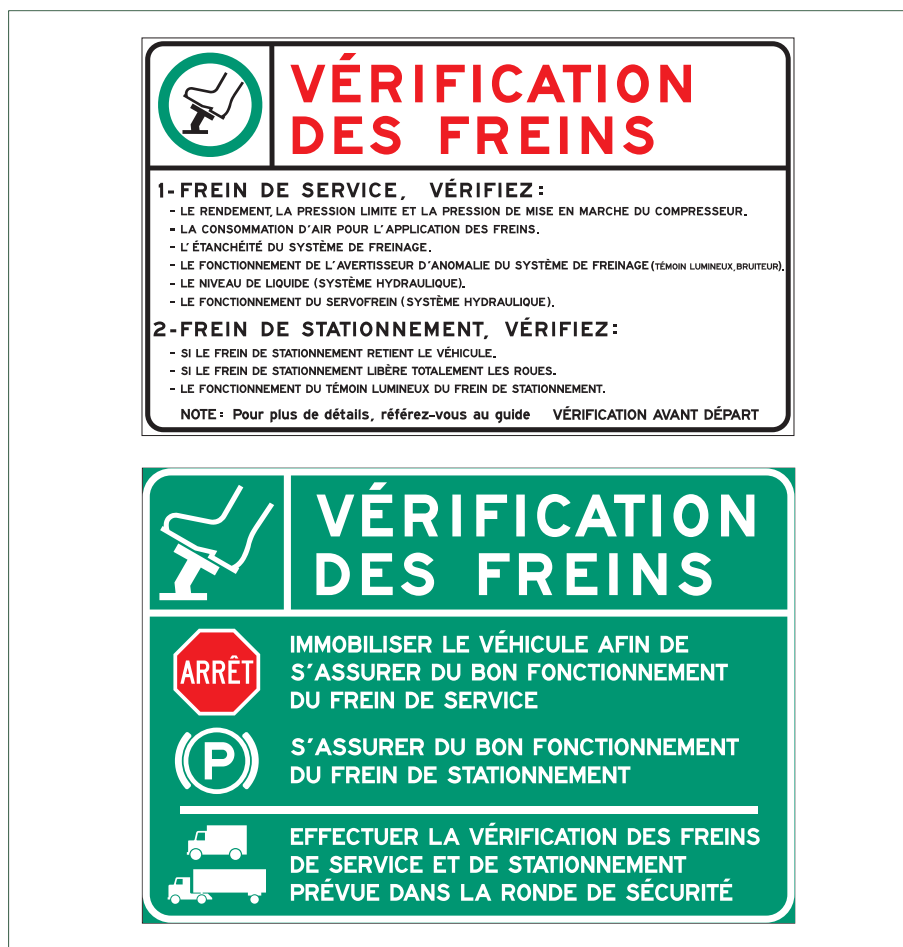 VÉRIFICATION
DES FREINS
1- FREIN DE SERVICE, VÉRIFIEZ :
- LE RENDEMENT, LA PRESSION LIMITE ET LA PRESSION DE MISE EN MARCHE DU COMPRESSEUR.
- LA CONSOMMATION D'AIR POUR L'APPLICATION DES FREINS.
- L'ÉTANCHÉITÉ DU SYSTÈME DE FREINAGE.
- LE FONCTIONNEMENT DE L'AVERTISSEUR D'ANOMALIE DU SYSTÈME DE FREINAGE (TÉMOIN LUMINEUX, BRUITEUR).
- LE NIVEAU DE LIQUIDE (SYSTÈME HYDRAULIQUE).
- LE FONCTIONNEMENT DU SERVOFREIN (SYSTÈME HYDRAULIQUE).
2- FREIN DE STATIONNEMENT, VÉRIFIEZ :
- SI LE FREIN DE STATIONNEMENT RETIENT LE VÉHICULE.
- SI LE FREIN DE STATIONNEMENT LIBÈRE TOTALEMENT LES ROUES.
- LE FONCTIONNEMENT DU TÉMOIN LUMINEUX DU FREIN DE STATIONNEMENT.
NOTE : Pour plus de détails, référez-vous au guide VÉRIFICATION AVANT DÉPART
VÉRIFICATION
DES FREINS
ARRÊT
IMMOBILISER LE VÉHICULE AFIN DE
S'ASSURER DU BON FONCTIONNEMENT
DU FREIN DE SERVICE
P
S'ASSURER DU BON FONCTIONNEMENT
DU FREIN DE STATIONNEMENT
EFFECTUER LA VÉRIFICATION DES FREINS
DE SERVICE ET DE STATIONNEMENT
PRÉVUE DANS LA RONDE DE SÉCURITÉ